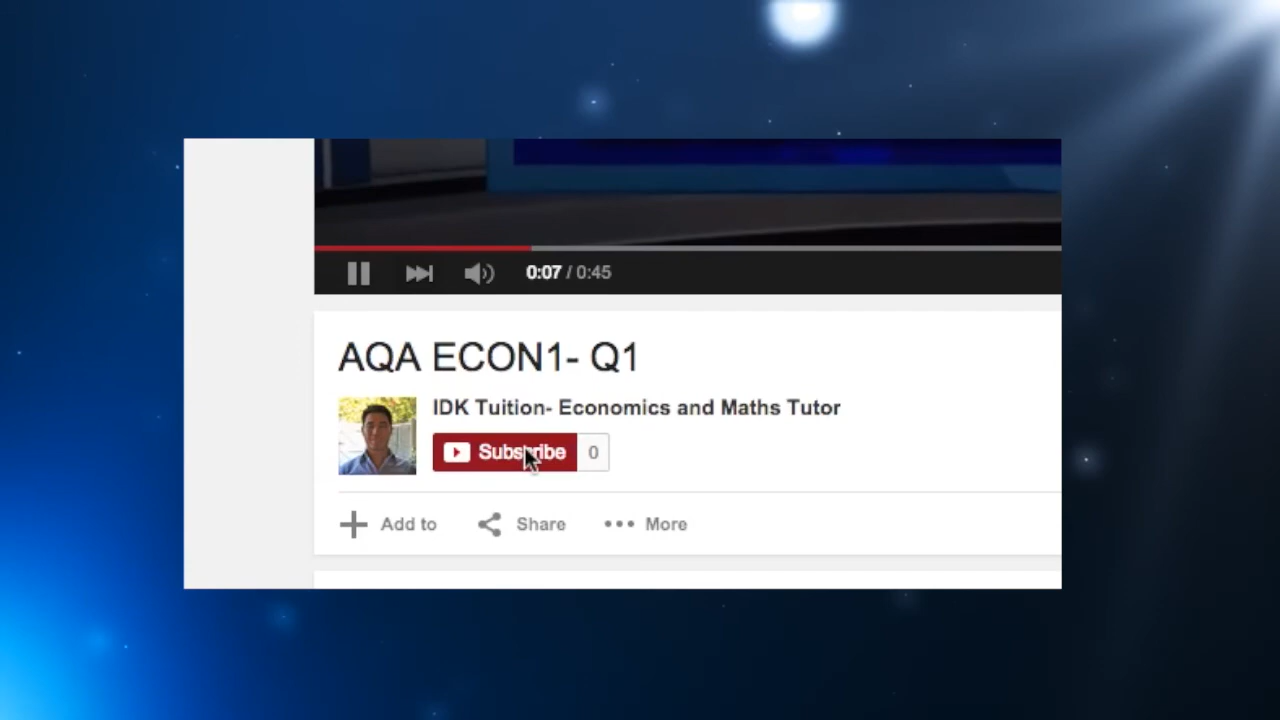 0:07 / 0:45
AQA ECON1- Q1
IDK Tuition- Economics and Maths Tutor
Subscribe 0
Add to Share More